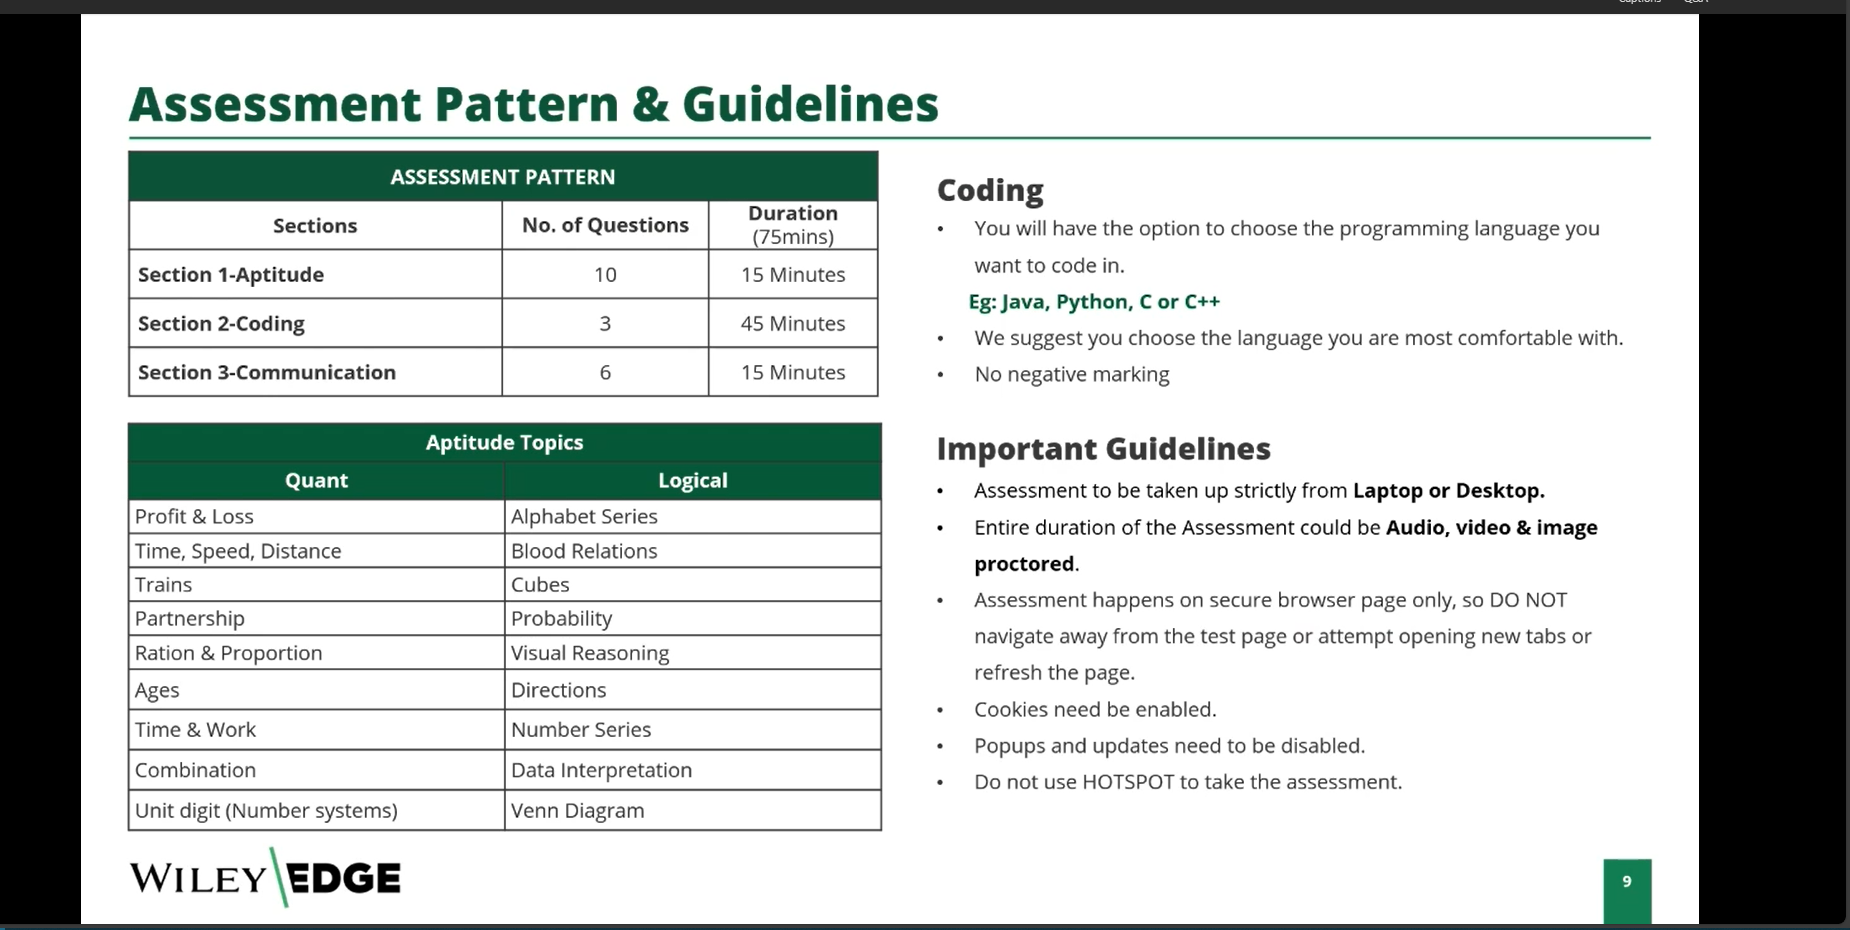 Assessment Pattern & Guidelines
ASSESSMENT PATTERN
Sections No. of Questions Duration (75mins)
Section 1-Aptitude 10 15 Minutes
Section 2-Coding 3 45 Minutes
Section 3-Communication 6 15 Minutes
Aptitude Topics
Quant Logical
Profit & Loss Alphabet Series
Time, Speed, Distance Blood Relations
Trains Cubes
Partnership Probability
Ration & Proportion Visual Reasoning
Ages Directions
Time & Work Number Series
Combination Data Interpretation
Unit digit (Number systems) Venn Diagram
Coding
• You will have the option to choose the programming language you
want to code in.
Eg: Java, Python, C or C++
• We suggest you choose the language you are most comfortable with.
• No negative marking
Important Guidelines
• Assessment to be taken up strictly from Laptop or Desktop.
• Entire duration of the Assessment could be Audio, video & image
proctored.
• Assessment happens on secure browser page only, so DO NOT
navigate away from the test page or attempt opening new tabs or
refresh the page.
• Cookies need be enabled.
• Popups and updates need to be disabled.
• Do not use HOTSPOT to take the assessment.
WILEY EDGE
9